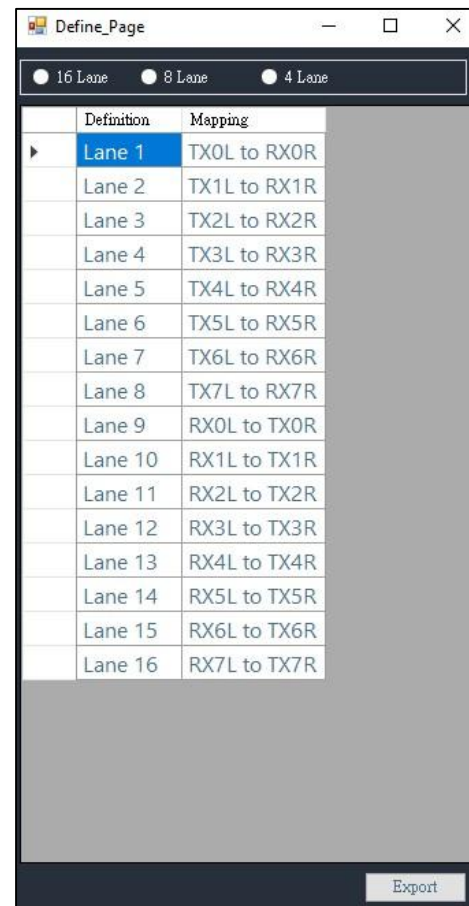 Define_Page
16 Lane 8 Lane 4 Lane
Definition Mapping
Lane 1 TX0L to RX0R
Lane 2 TX1L to RX1R
Lane 3 TX2L to RX2R
Lane 4 TX3L to RX3R
Lane 5 TX4L to RX4R
Lane 6 TX5L to RX5R
Lane 7 TX6L to RX6R
Lane 8 TX7L to RX7R
Lane 9 RX0L to TX0R
Lane 10 RX1L to TX1R
Lane 11 RX2L to TX2R
Lane 12 RX3L to TX3R
Lane 13 RX4L to TX4R
Lane 14 RX5L to TX5R
Lane 15 RX6L to TX6R
Lane 16 RX7L to TX7R
Export